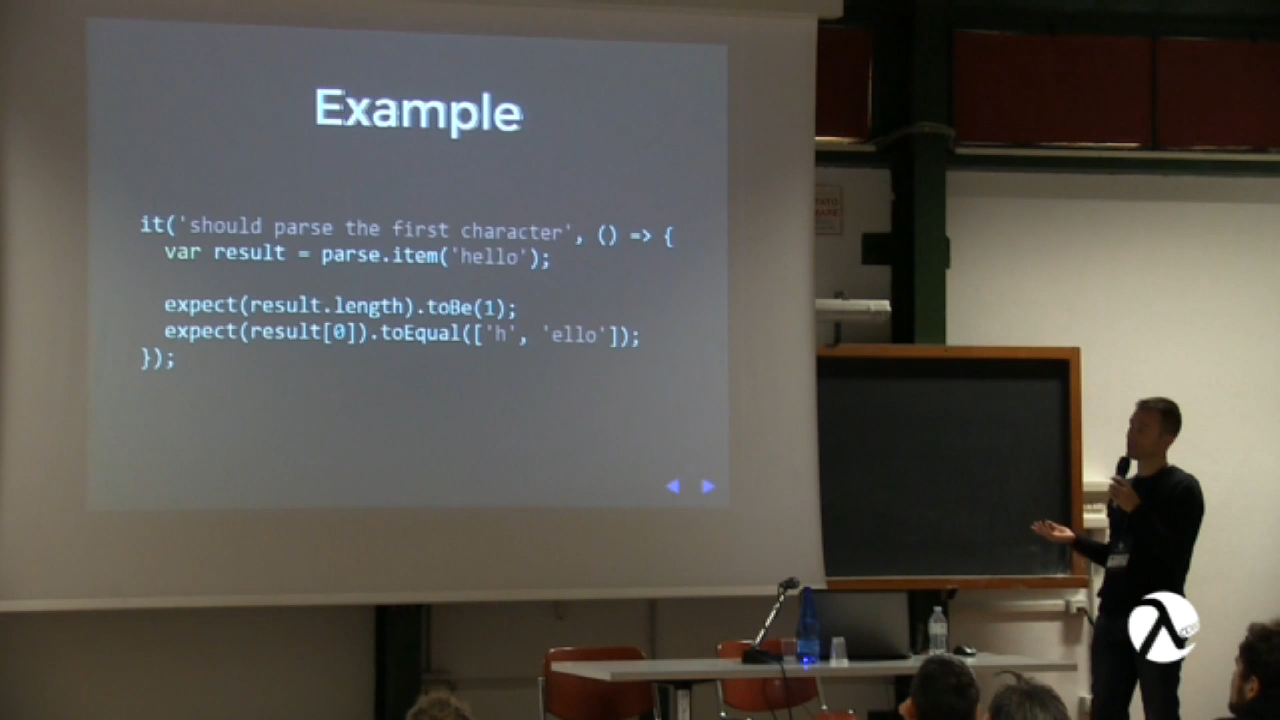 Example
it('should parse the first character', () => {
  var result = parse.item('hello');
  expect(result.length).toBe(1);
  expect(result[0]).toEqual(['h', 'ello']);
});
λ